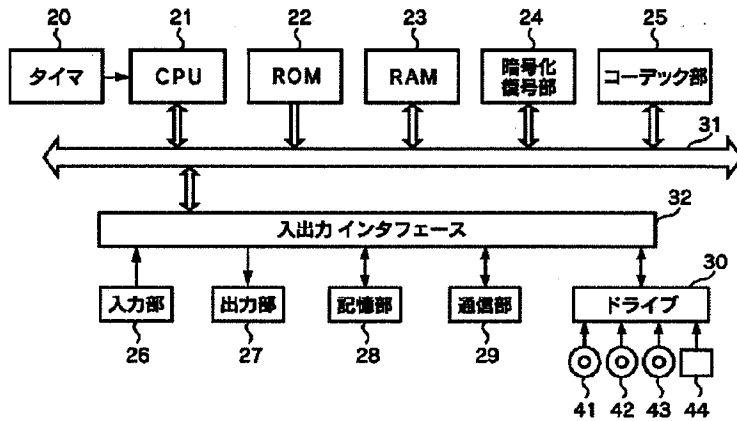 20
21
22
23
24
25
タイマ
CPU
ROM
RAM
暗号化
復号部
コーデック部
31
32
入出力 インタフェース
30
入力部
出力部
記憶部
通信部
ドライブ
26
27
28
29
41
42
43
44